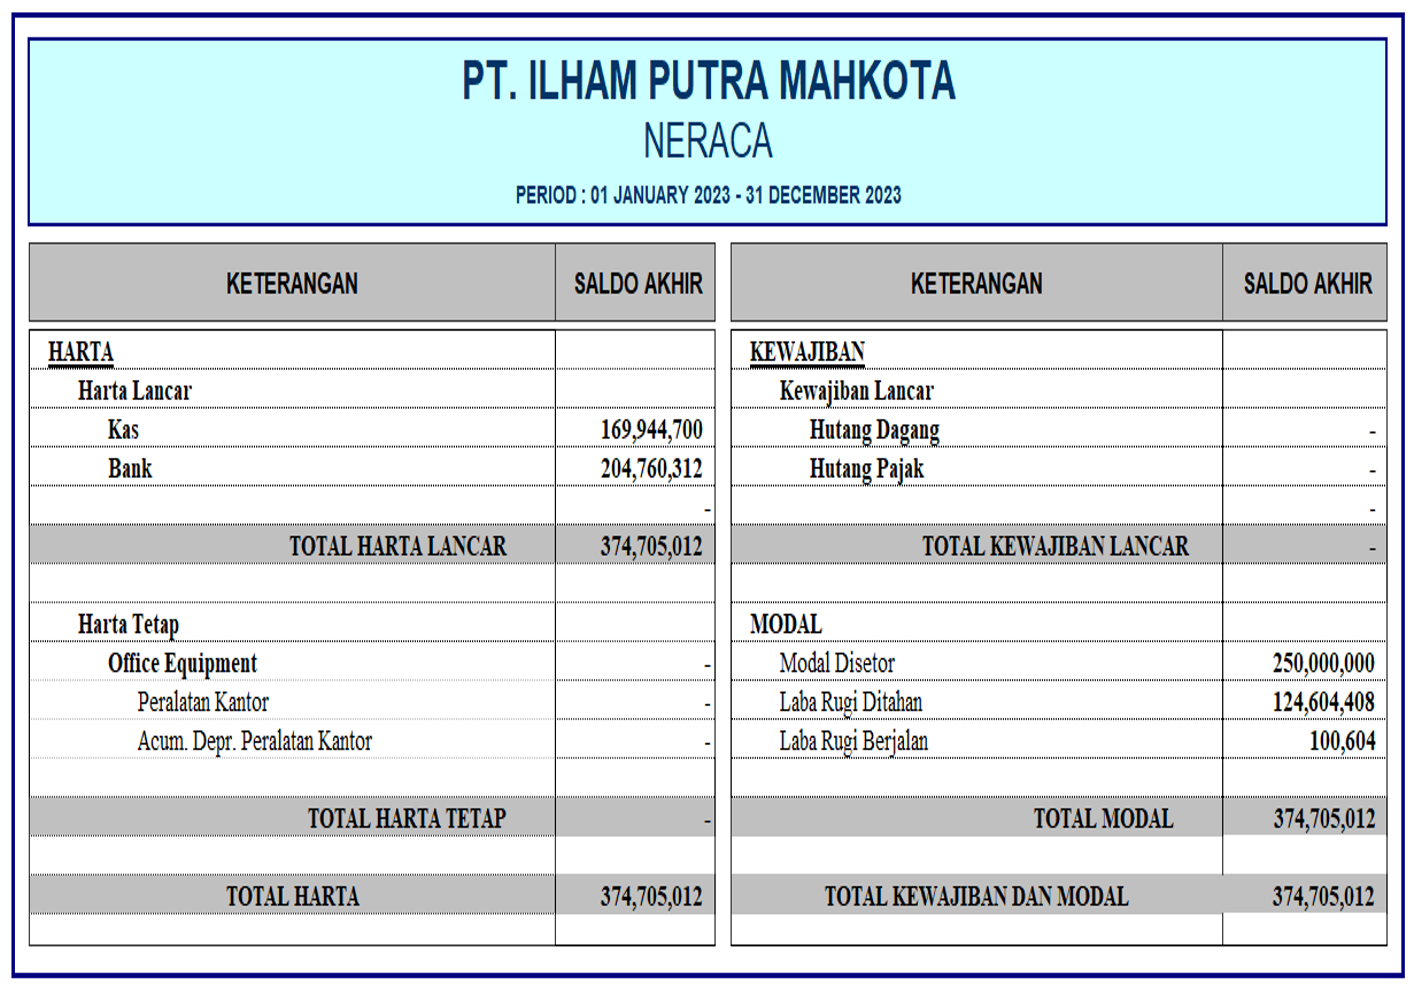 PT. ILHAM PUTRA MAHKOTA
NERACA
PERIOD : 01 JANUARY 2023 - 31 DECEMBER 2023
KETERANGAN SALDO AKHIR
HARTA
Harta Lancar
Kas 169,944,700
Bank 204,760,312
-
TOTAL HARTA LANCAR 374,705,012
Harta Tetap
Office Equipment -
Peralatan Kantor -
Acum. Depr. Peralatan Kantor -
TOTAL HARTA TETAP -
TOTAL HARTA 374,705,012
KETERANGAN SALDO AKHIR
KEWAJIBAN
Kewajiban Lancar
Hutang Dagang -
Hutang Pajak -
-
TOTAL KEWAJIBAN LANCAR -
MODAL
Modal Disetor 250,000,000
Laba Rugi Ditahan 124,604,408
Laba Rugi Berjalan 100,604
TOTAL MODAL 374,705,012
TOTAL KEWAJIBAN DAN MODAL 374,705,012